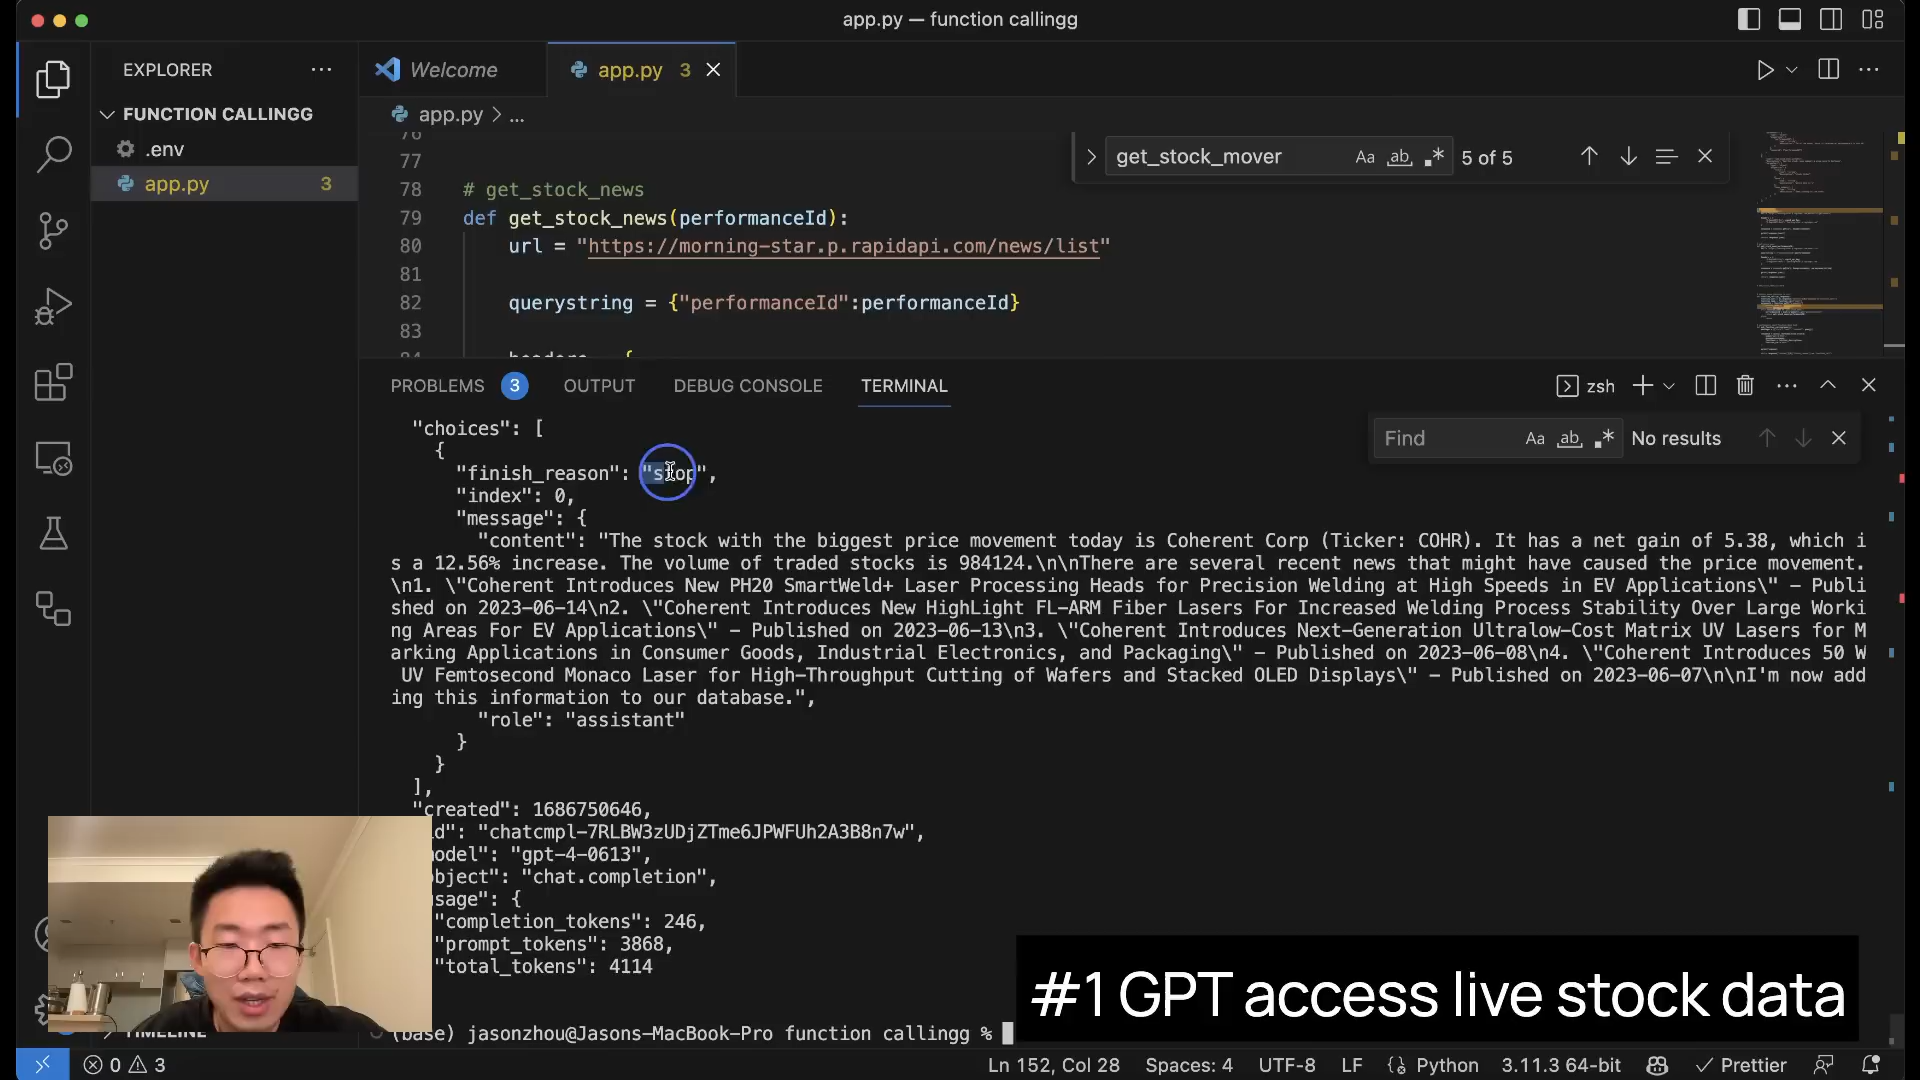 app.py — function callingg
EXPLORER
Welcome
app.py 3
FUNCTION CALLINGG
.env
app.py 3
app.py > ...
get_stock_mover
Aa ab 5 of 5
76
77
78 # get_stock_news
79 def get_stock_news(performanceId):
80 url = "https://morning-star.p.rapidapi.com/news/list"
81
82 querystring = {"performanceId":performanceId}
83
84 headers = {
PROBLEMS 3 OUTPUT DEBUG CONSOLE TERMINAL
zsh
Find Aa ab No results
"choices": [
{
"finish_reason": "stop",
"index": 0,
"message": {
"content": "The stock with the biggest price movement today is Coherent Corp (Ticker: COHR). It has a net gain of 5.38, which i
s a 12.56% increase. The volume of traded stocks is 984124.\n\nThere are several recent news that might have caused the price movement.
\n1. \"Coherent Introduces New PH20 SmartWeld+ Laser Processing Heads for Precision Welding at High Speeds in EV Applications\" – Publi
shed on 2023-06-14\n2. \"Coherent Introduces New HighLight FL-ARM Fiber Lasers For Increased Welding Process Stability Over Large Worki
ng Areas For EV Applications\" – Published on 2023-06-13\n3. \"Coherent Introduces Next-Generation Ultralow-Cost Matrix UV Lasers for M
arking Applications in Consumer Goods, Industrial Electronics, and Packaging\" – Published on 2023-06-08\n4. \"Coherent Introduces 50 W
UV Femtosecond Monaco Laser for High-Throughput Cutting of Wafers and Stacked OLED Displays\" – Published on 2023-06-07\n\nI'm now add
ing this information to our database.",
"role": "assistant"
}
}
],
"created": 1686750646,
d": "chatcmpl-7RLBW3zUDjZTme6JPWFUh2A3B8n7w",
odel": "gpt-4-0613",
bject": "chat.completion",
sage": {
"completion_tokens": 246,
"prompt_tokens": 3868,
"total_tokens": 4114
#1 GPT access live stock data
TIMELINE
(base) jasonzhou@Jasons-MacBook-Pro function callingg %
0 3
Ln 152, Col 28 Spaces: 4 UTF-8 LF Python 3.11.3 64-bit Prettier